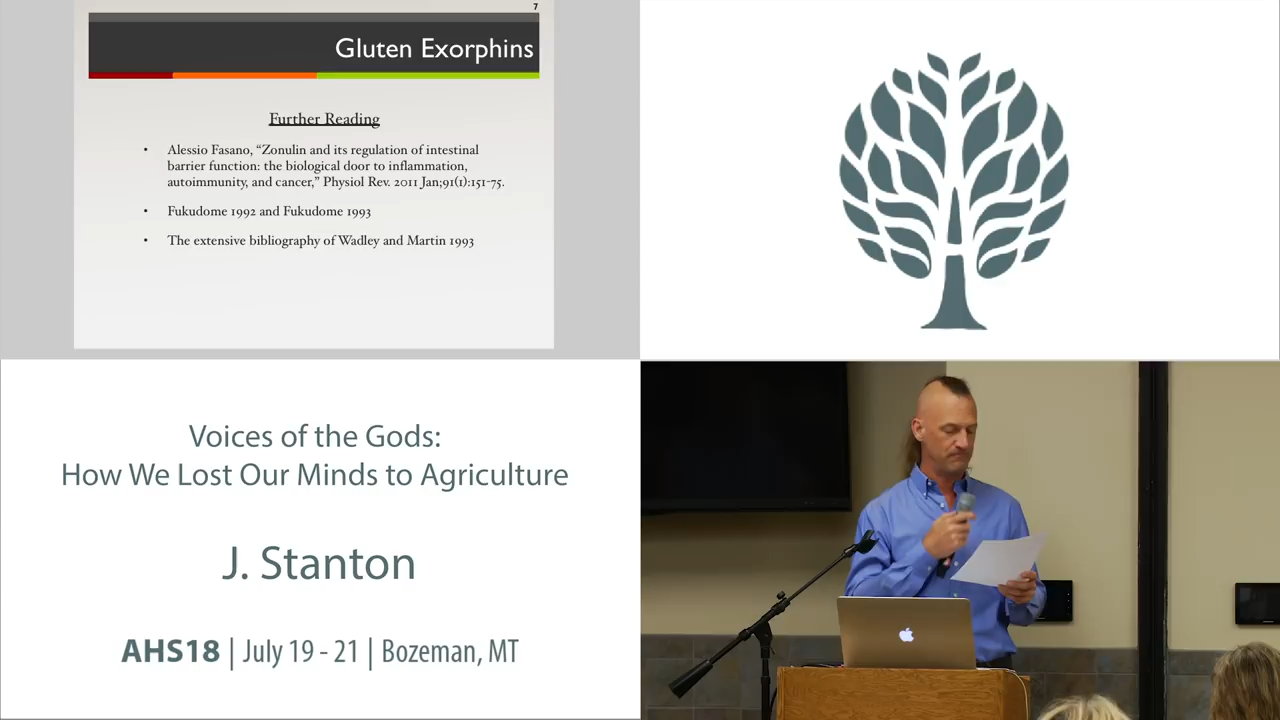 7
Gluten Exorphins
Further Reading
• Alessio Fasano, “Zonulin and its regulation of intestinal
barrier function: the biological door to inflammation,
autoimmunity, and cancer,” Physiol Rev. 2011 Jan;91(1):151-75.
• Fukudome 1992 and Fukudome 1993
• The extensive bibliography of Wadley and Martin 1993
Voices of the Gods:
How We Lost Our Minds to Agriculture
J. Stanton
AHS18 | July 19 - 21 | Bozeman, MT